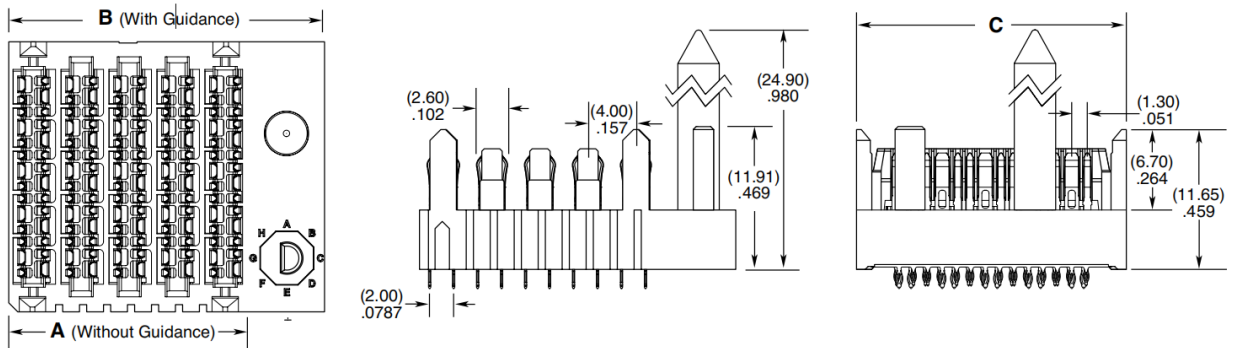 B (With Guidance)
H A B
G C
F E D
A (Without Guidance)
(2.60)
.102
(4.00)
.157
(24.90)
.980
(11.91)
.469
(2.00)
.0787
C
(1.30)
.051
(6.70)
.264
(11.65)
.459